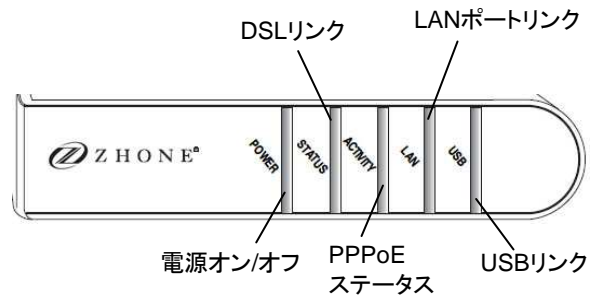 DSLリンク
LANポートリンク
ZHONE
POWER
STATUS
ACTIVITY
LAN
USB
電源オン/オフ
PPPoE
ステータス
USBリンク